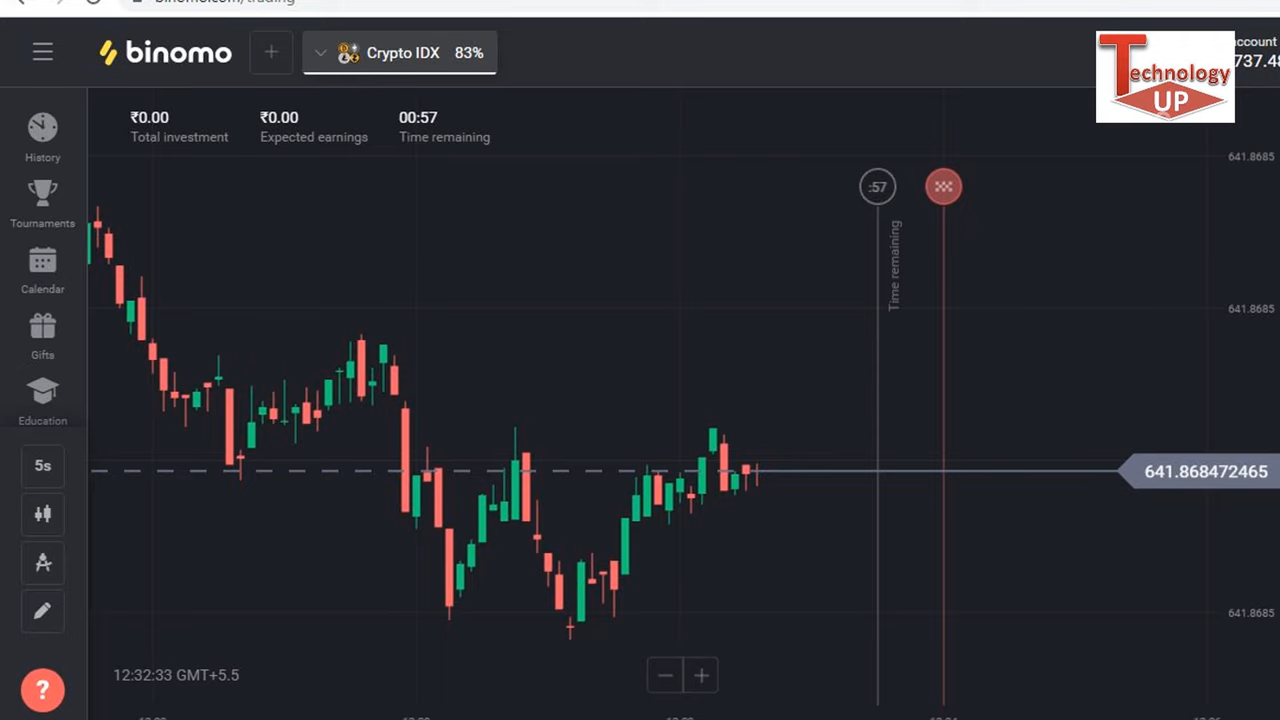 binomo.com/trading
binomo
+
Crypto IDX 83%
account
737.48
Technology
UP
₹0.00
Total investment
₹0.00
Expected earnings
00:57
Time remaining
641.8685
:57
Time remaining
History
Tournaments
Calendar
641.8685
Gifts
Education
5s
641.868472465
641.8685
12:32:33 GMT+5.5
− +
?